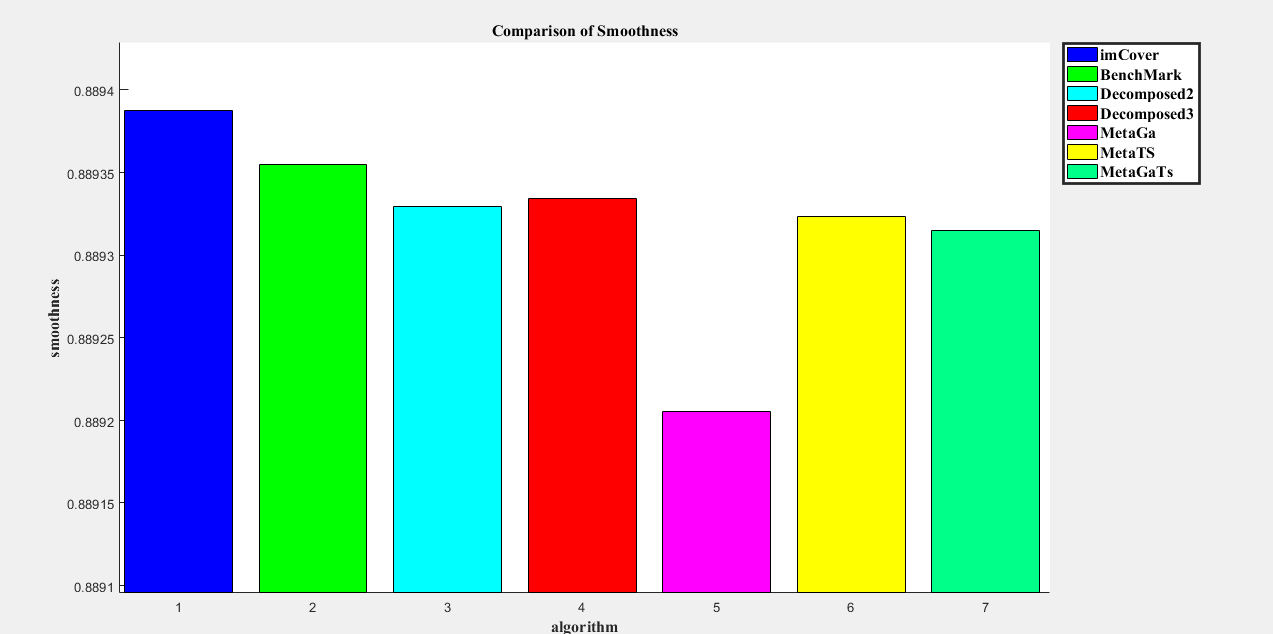 Comparison of Smoothness
imCover
BenchMark
Decomposed2
Decomposed3
MetaGa
MetaTS
MetaGaTs
smoothness
0.8894
0.88935
0.8893
0.88925
0.8892
0.88915
0.8891
1 2 3 4 5 6 7
algorithm